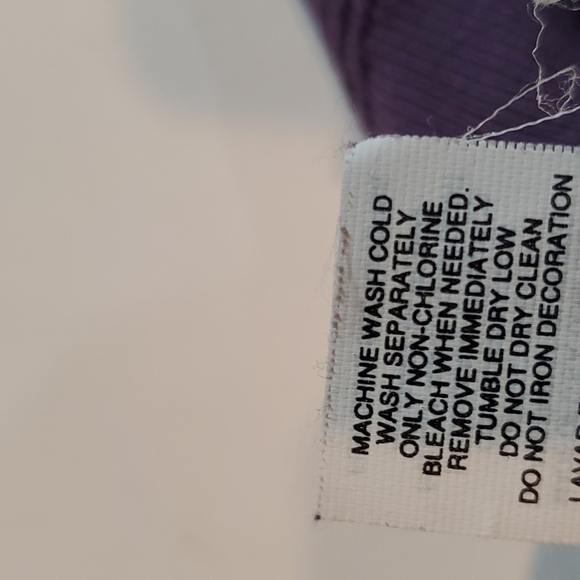 MACHINE WASH COLD
WASH SEPARATELY
ONLY NON-CHLORINE
BLEACH WHEN NEEDED.
REMOVE IMMEDIATELY
TUMBLE DRY LOW
DO NOT DRY CLEAN
DO NOT IRON DECORATION